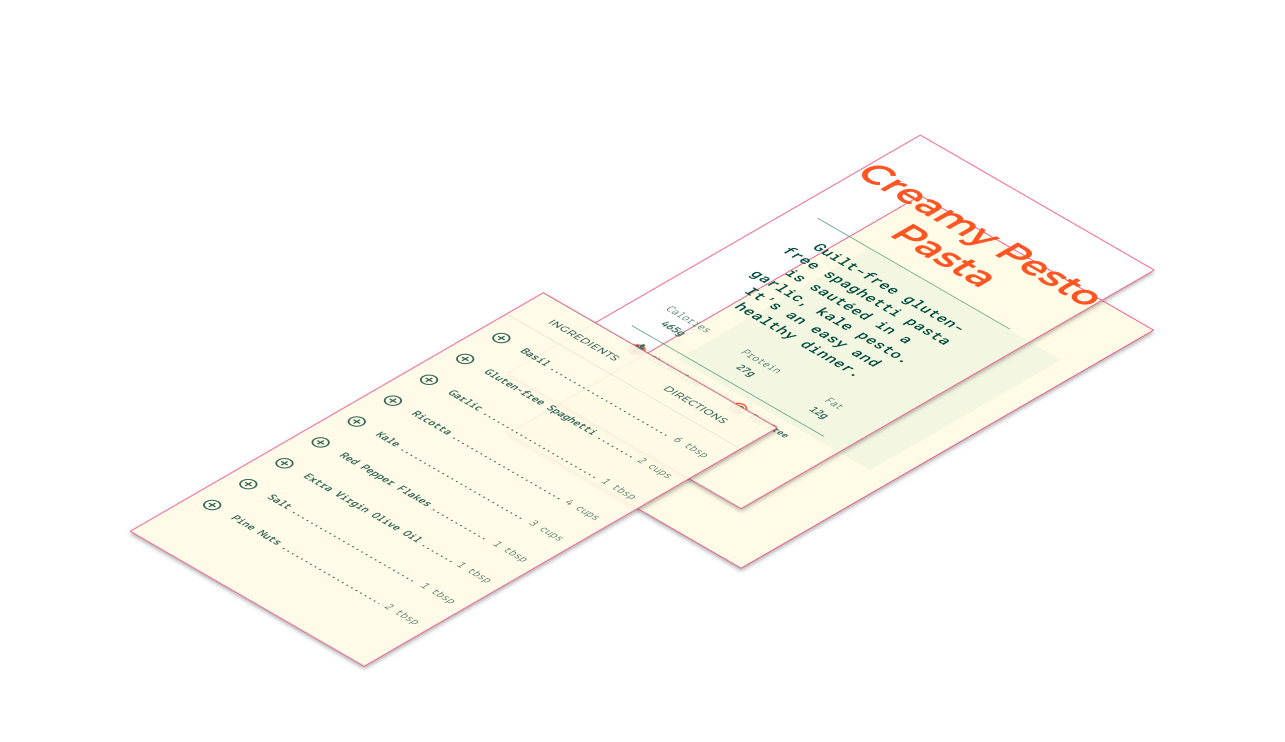 Creamy Pesto
Pasta
Guilt-free gluten-
free spaghetti pasta
is sautéed in a
garlic, kale pesto.
It's an easy and
healthy dinner.
Calories
465g
Protein
27g
Fat
12g
INGREDIENTS
DIRECTIONS
Basil 6 tbsp
Gluten-free Spaghetti 2 cups
Garlic 1 tbsp
Ricotta 4 cups
Kale 3 cups
Red Pepper Flakes 1 tbsp
Extra Virgin Olive Oil 1 tbsp
Salt 1 tbsp
Pine Nuts 2 tbsp